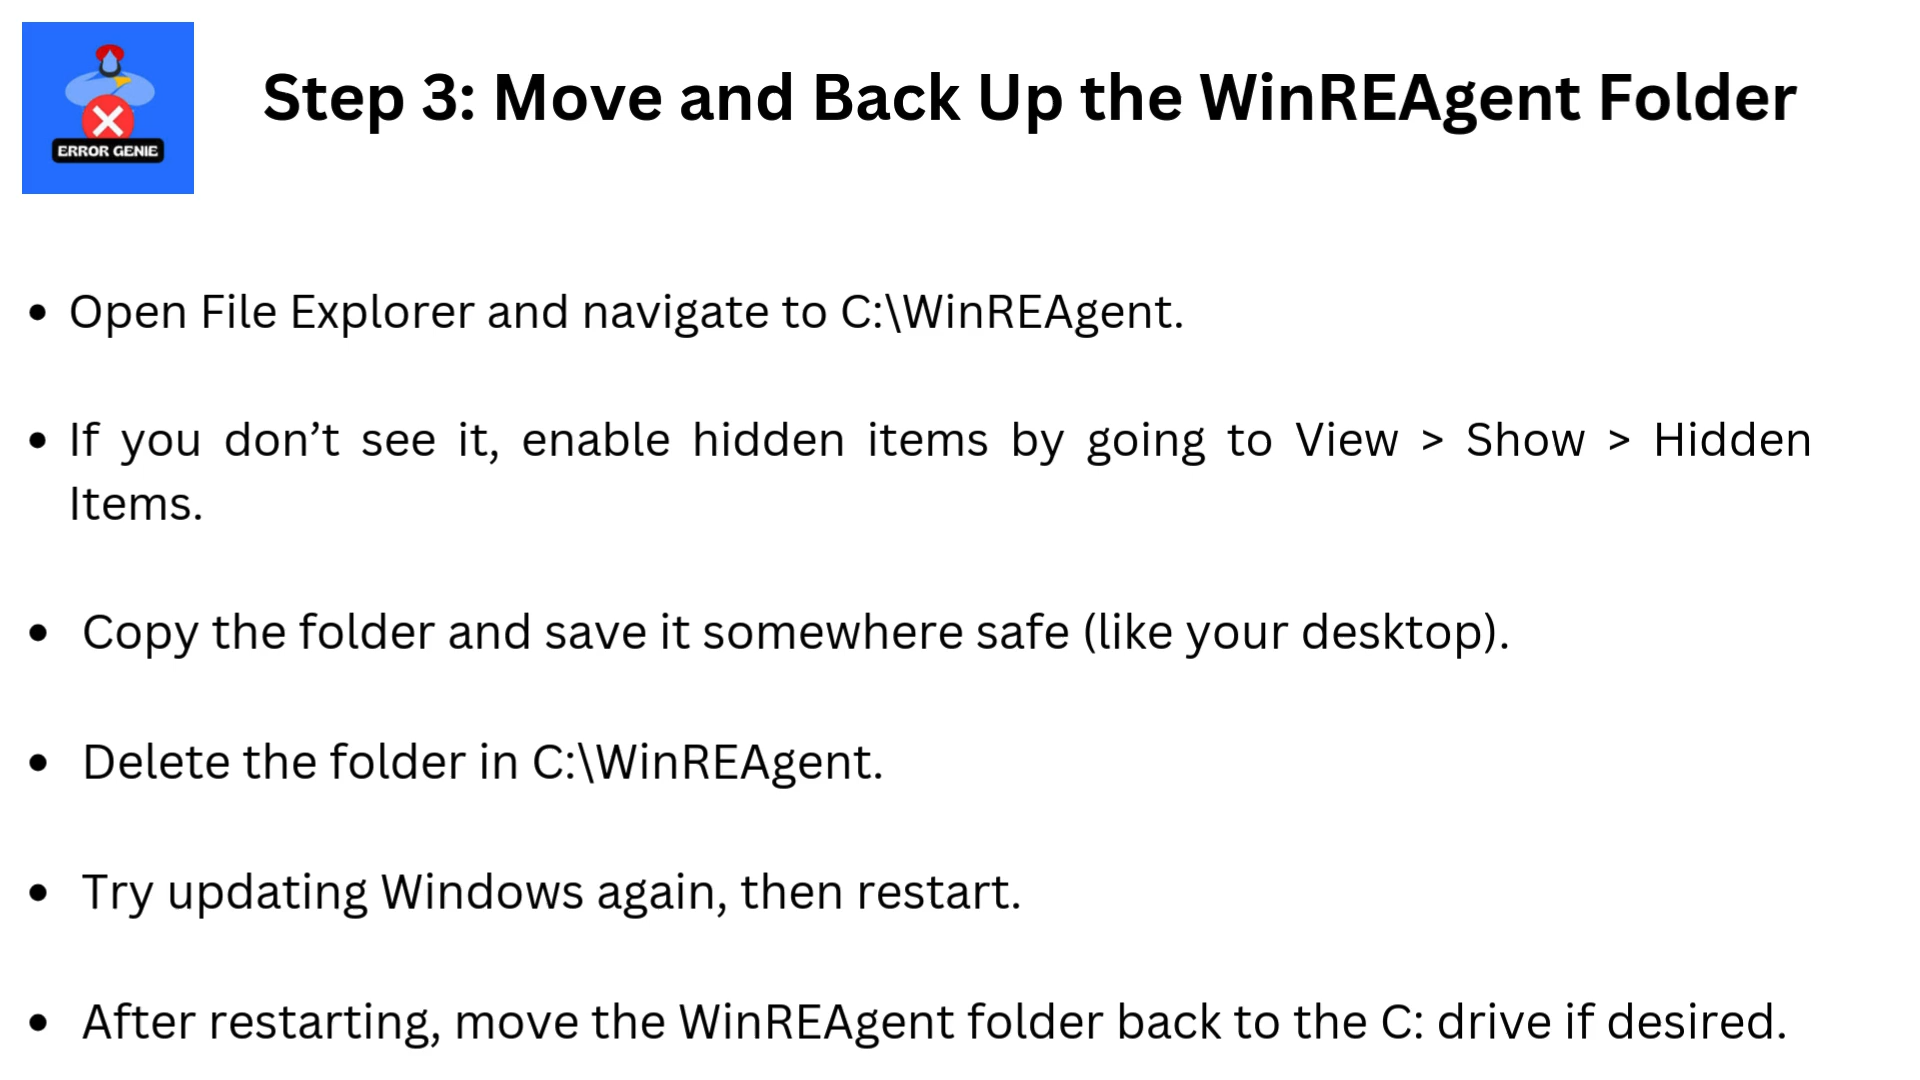 ERROR GENIE
Step 3: Move and Back Up the WinREAgent Folder
• Open File Explorer and navigate to C:\WinREAgent.
• If you don’t see it, enable hidden items by going to View > Show > Hidden
Items.
• Copy the folder and save it somewhere safe (like your desktop).
• Delete the folder in C:\WinREAgent.
• Try updating Windows again, then restart.
• After restarting, move the WinREAgent folder back to the C: drive if desired.